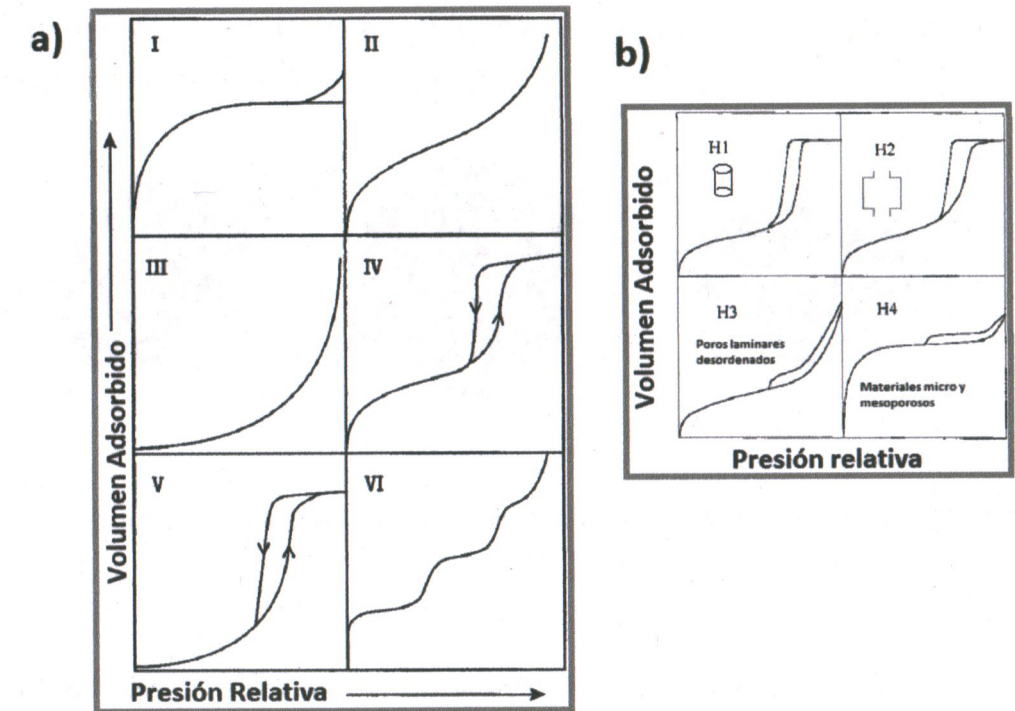 a)
I
II
III
IV
V
VI
Volumen Adsorbido
Presión Relativa
b)
H1
H2
H3
Poros laminares
desordenados
H4
Materiales micro y
mesoporosos
Volumen Adsorbido
Presión relativa